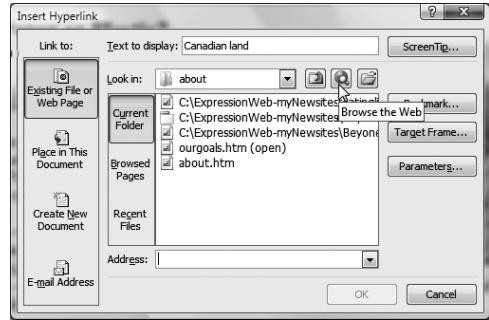 Insert Hyperlink
Link to:
Text to display: Canadian land
ScreenTip...
Existing File or
Web Page
Place in This
Document
Create New
Document
E-mail Address
Look in: about
Browse the Web
Current
Folder
Browsed
Pages
Recent
Files
C:\ExpressionWeb-myNewsites\
C:\ExpressionWeb-myNewsites\
C:\ExpressionWeb-myNewsites\Beyone
ourgoals.htm (open)
about.htm
Target Frame...
Parameters...
Address:
OK
Cancel